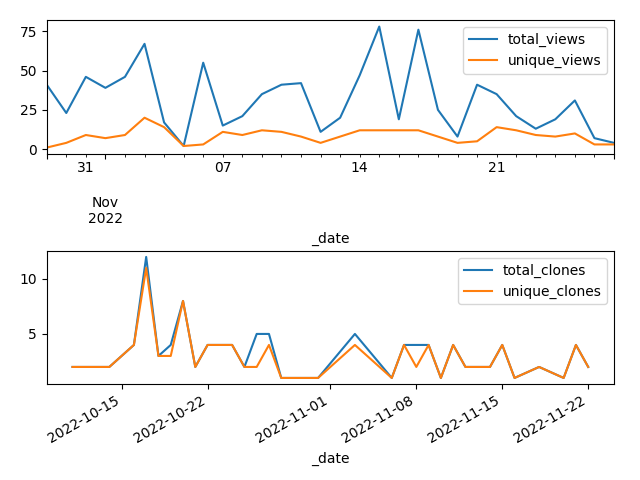 75
50
25
0
total_views
unique_views
31
07
14
21
Nov
2022
_date
10
5
total_clones
unique_clones
2022-10-15
2022-10-22
2022-11-01
2022-11-08
2022-11-15
2022-11-22
_date